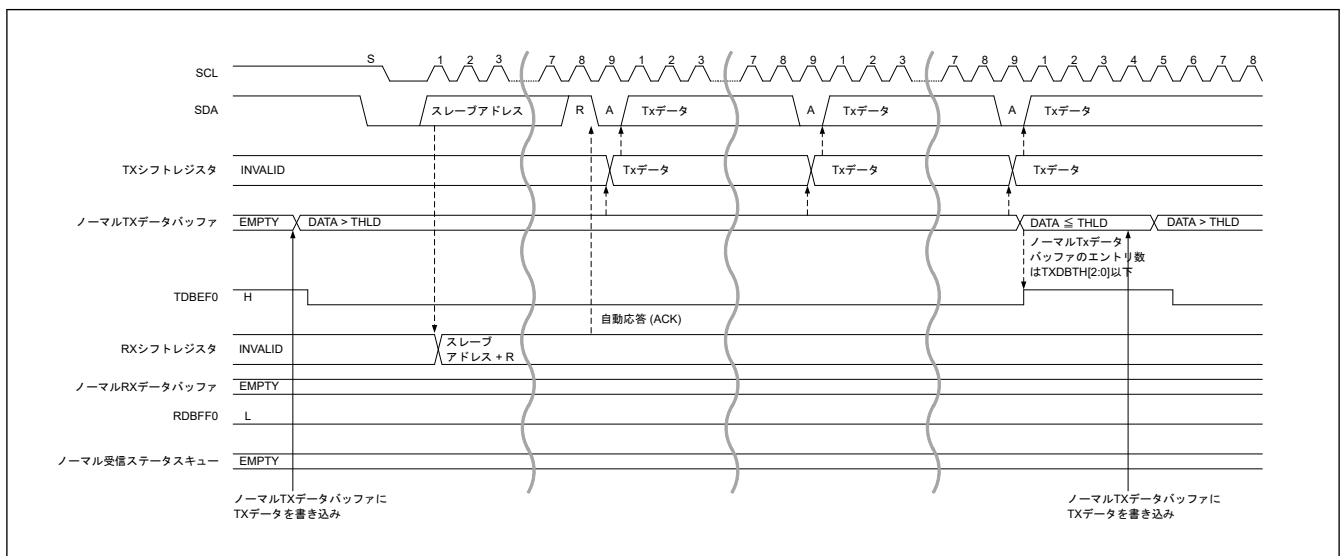 S 1 2 3 7 8 9 1 2 3 7 8 9 1 2 3 7 8 9 1 2 3 4 5 6 7 8
SCL
SDA スレーブアドレス R A Txデータ A Txデータ A Txデータ
TXシフトレジスタ INVALID Txデータ Txデータ Txデータ
ノーマルTXデータバッファ EMPTY DATA > THLD DATA ≦ THLD DATA > THLD
ノーマルTxデータ
バッファのエントリ数
はTXDBTH[2:0]以下
TDBEF0 H
自動応答 (ACK)
RXシフトレジスタ INVALID スレーブ
アドレス + R
ノーマルRXデータバッファ EMPTY
RDBFF0 L
ノーマル受信ステータスキュー EMPTY
ノーマルTXデータバッファに
TXデータを書き込み
ノーマルTXデータバッファに
TXデータを書き込み